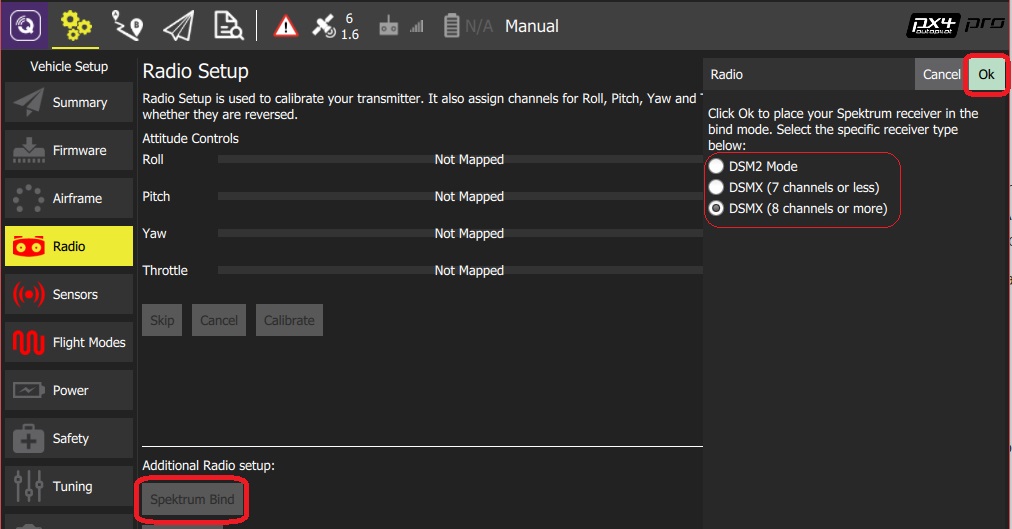 6
1.6
N/A
Manual
px4
autopilot
pro
Vehicle Setup
Summary
Firmware
Airframe
Radio
Sensors
Flight Modes
Power
Safety
Tuning
Radio Setup
Radio Setup is used to calibrate your transmitter. It also assign channels for Roll, Pitch, Yaw and
whether they are reversed.
Attitude Controls
Roll Not Mapped
Pitch Not Mapped
Yaw Not Mapped
Throttle Not Mapped
Skip Cancel Calibrate
Additional Radio setup:
Spektrum Bind
Radio Cancel Ok
Click Ok to place your Spektrum receiver in the
bind mode. Select the specific receiver type
below:
DSM2 Mode
DSMX (7 channels or less)
DSMX (8 channels or more)